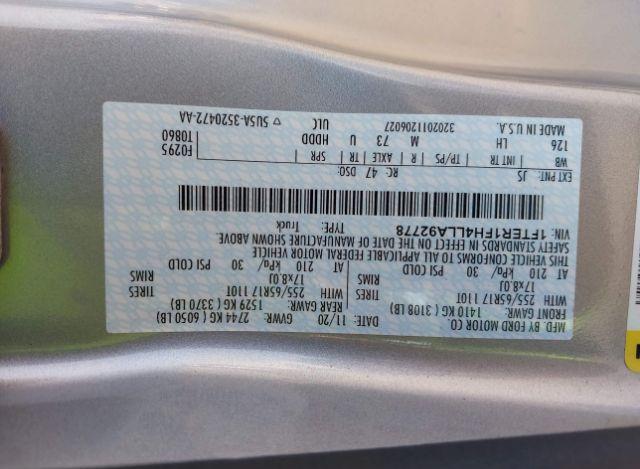 MFD. BY FORD MOTOR CO.
DATE: 11/20 GVWR: 2744 KG ( 6050 LB)
FRONT GAWR: 1410 KG ( 3108 LB) REAR GAWR: 1529 KG ( 3370 LB)
WITH 255/65R17 110T TIRES WITH 255/65R17 110T TIRES
17x8.0J RIMS 17x8.0J RIMS
AT 210 kPa/ 30 PSI COLD AT 210 kPa/ 30 PSI COLD
THIS VEHICLE CONFORMS TO ALL APPLICABLE FEDERAL MOTOR VEHICLE
SAFETY STANDARDS IN EFFECT ON THE DATE OF MANUFACTURE SHOWN ABOVE.
VIN: 1FTER1FH4LLA92778 TYPE: Truck
EXT PNT: JS RC: 47 DSO: F0295
WB INT TR TP/PS R AXLE TR SPR T0860
126 LH M 73 U HDDD
ULC
MADE IN U.S.A. 3202011206027 ▽ SU5A-3520472-AA